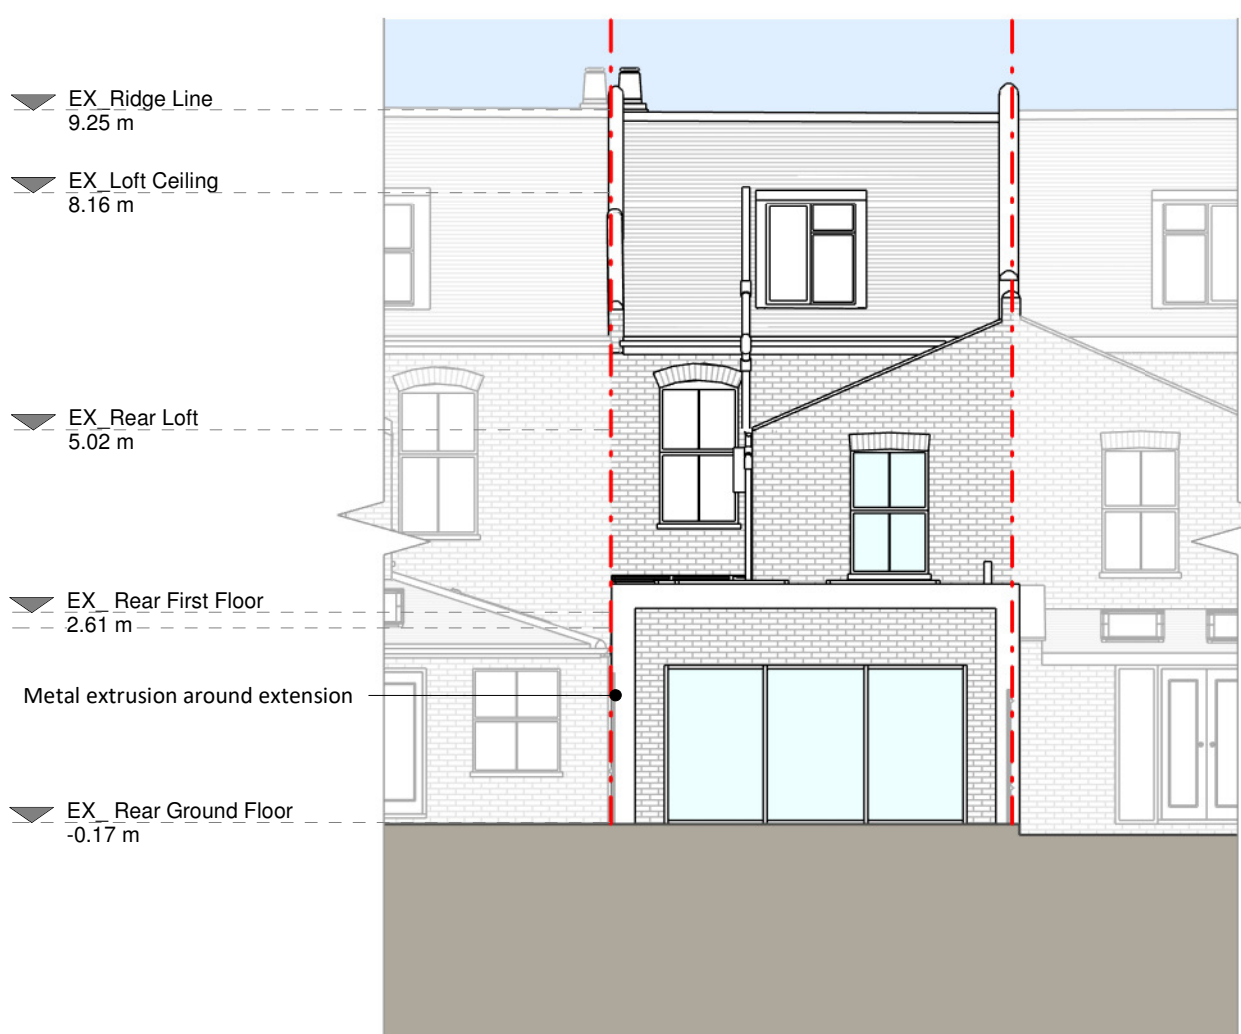 EX_Ridge Line
9.25 m
EX_Loft Ceiling
8.16 m
EX_Rear Loft
5.02 m
EX_ Rear First Floor
2.61 m
Metal extrusion around extension
EX_ Rear Ground Floor
-0.17 m